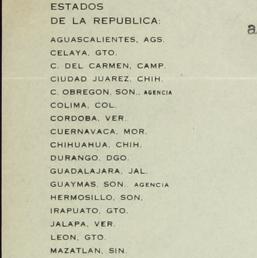 ESTADOS
DE LA REPUBLICA:
a
AGUASCALIENTES, AGS.
CELAYA, GTO.
C. DEL CARMEN, CAMP.
CIUDAD JUAREZ, CHIH.
C. OBREGON, SON., AGENCIA
COLIMA, COL.
CORDOBA, VER.
CUERNAVACA, MOR.
CHIHUAHUA, CHIH.
DURANGO, DGO.
GUADALAJARA, JAL.
GUAYMAS, SON. AGENCIA
HERMOSILLO, SON,
IRAPUATO, GTO.
JALAPA, VER.
LEON, GTO.
MAZATLAN, SIN.